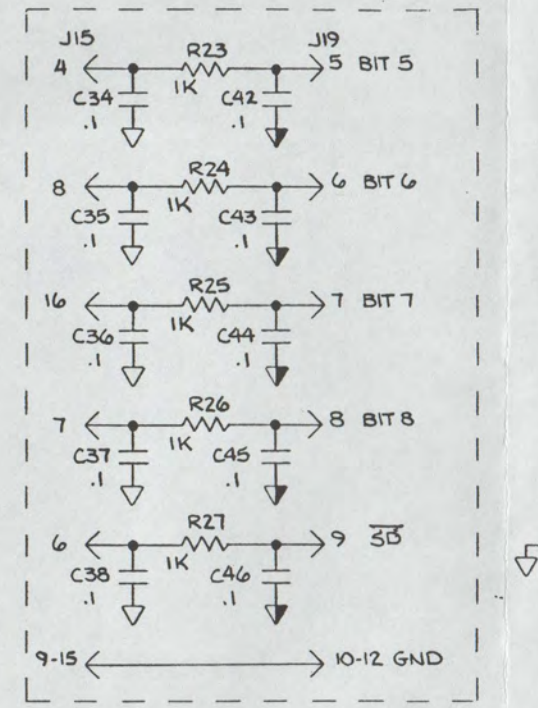 J15 R23 J19
4 5 BIT 5
C34 1K C42
.1 .1
R24
8 6 BIT 6
C35 1K C43
.1 .1
R25
16 7 BIT 7
C36 1K C44
.1 .1
R26
7 8 BIT 8
C37 1K C45
.1 .1
R27
6 9 SD
C38 1K C46
.1 .1
9-15 10-12 GND